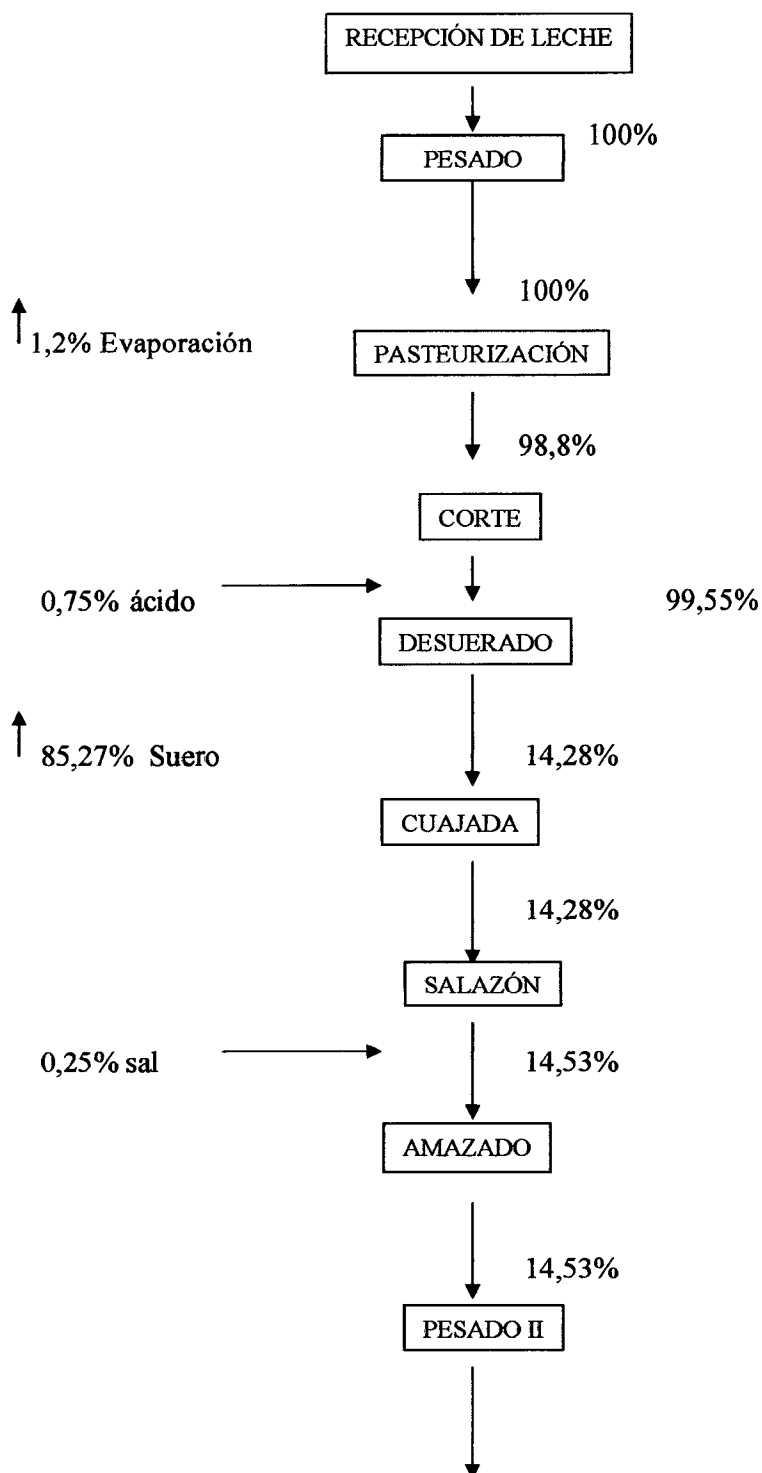 RECEPCIÓN DE LECHE
100%
PESADO
100%
1,2% Evaporación
PASTEURIZACIÓN
98,8%
CORTE
0,75% ácido
99,55%
DESUERADO
85,27% Suero
14,28%
CUAJADA
14,28%
SALAZÓN
0,25% sal
14,53%
AMAZADO
14,53%
PESADO II